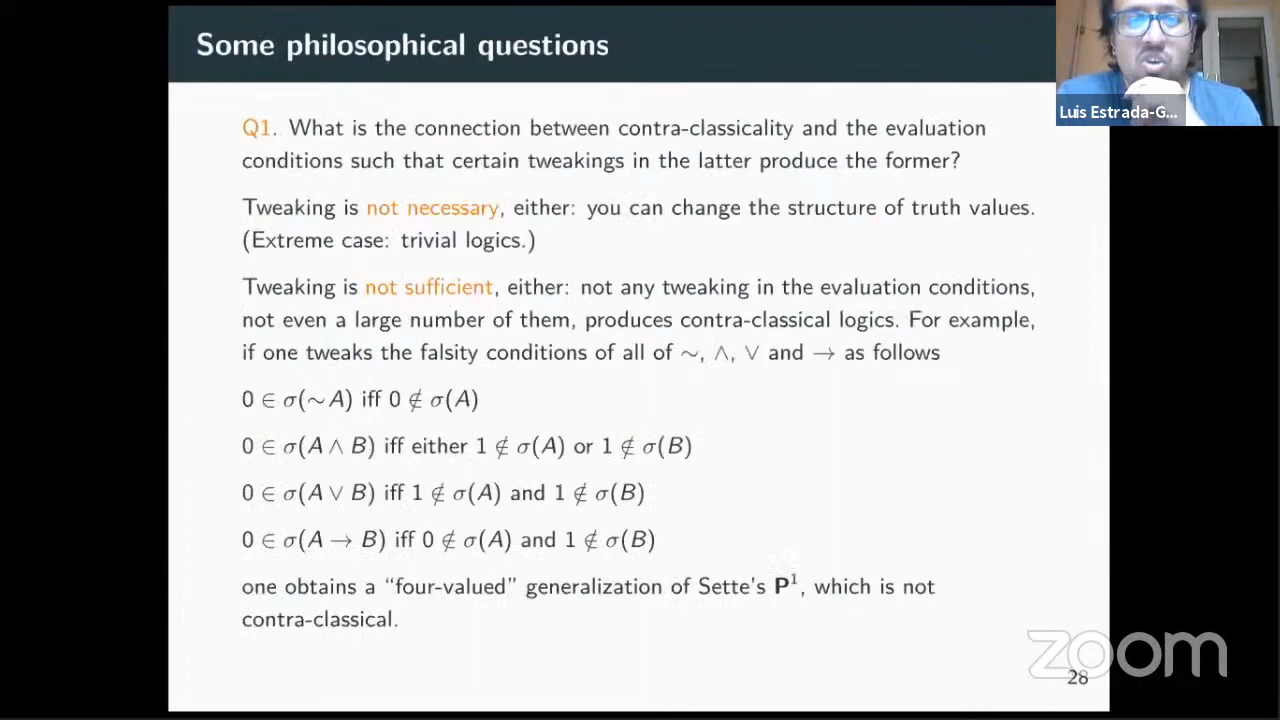 Some philosophical questions
Luis Estrada-G...
Q1. What is the connection between contra-classicality and the evaluation
conditions such that certain tweakings in the latter produce the former?
Tweaking is not necessary, either: you can change the structure of truth values.
(Extreme case: trivial logics.)
Tweaking is not sufficient, either: not any tweaking in the evaluation conditions,
not even a large number of them, produces contra-classical logics. For example,
if one tweaks the falsity conditions of all of ∼, ∧, ∨ and → as follows
0 ∈ σ(∼A) iff 0 ∉ σ(A)
0 ∈ σ(A ∧ B) iff either 1 ∉ σ(A) or 1 ∉ σ(B)
0 ∈ σ(A ∨ B) iff 1 ∉ σ(A) and 1 ∉ σ(B)
0 ∈ σ(A → B) iff 0 ∉ σ(A) and 1 ∉ σ(B)
one obtains a “four-valued” generalization of Sette's P¹, which is not
contra-classical.
zoom
28